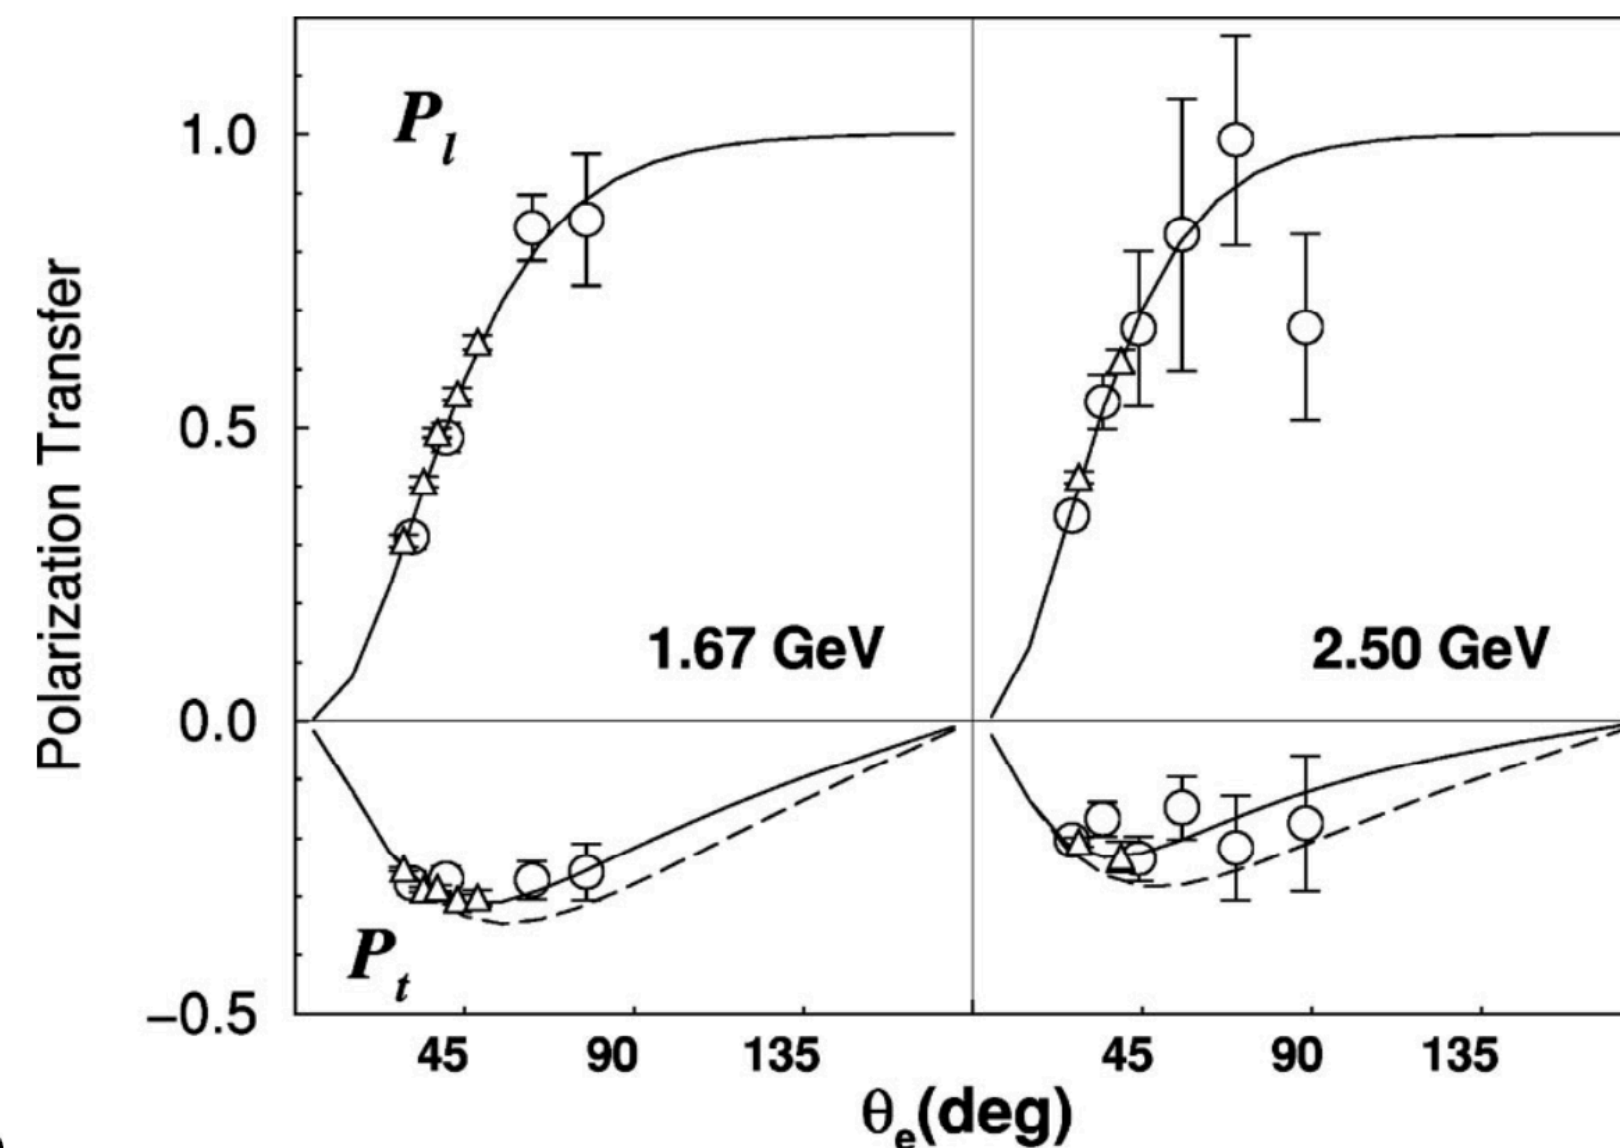 Polarization Transfer
1.0
0.5
0.0
−0.5
P_l
P_t
1.67 GeV
2.50 GeV
45 90 135 45 90 135
θ_e(deg)